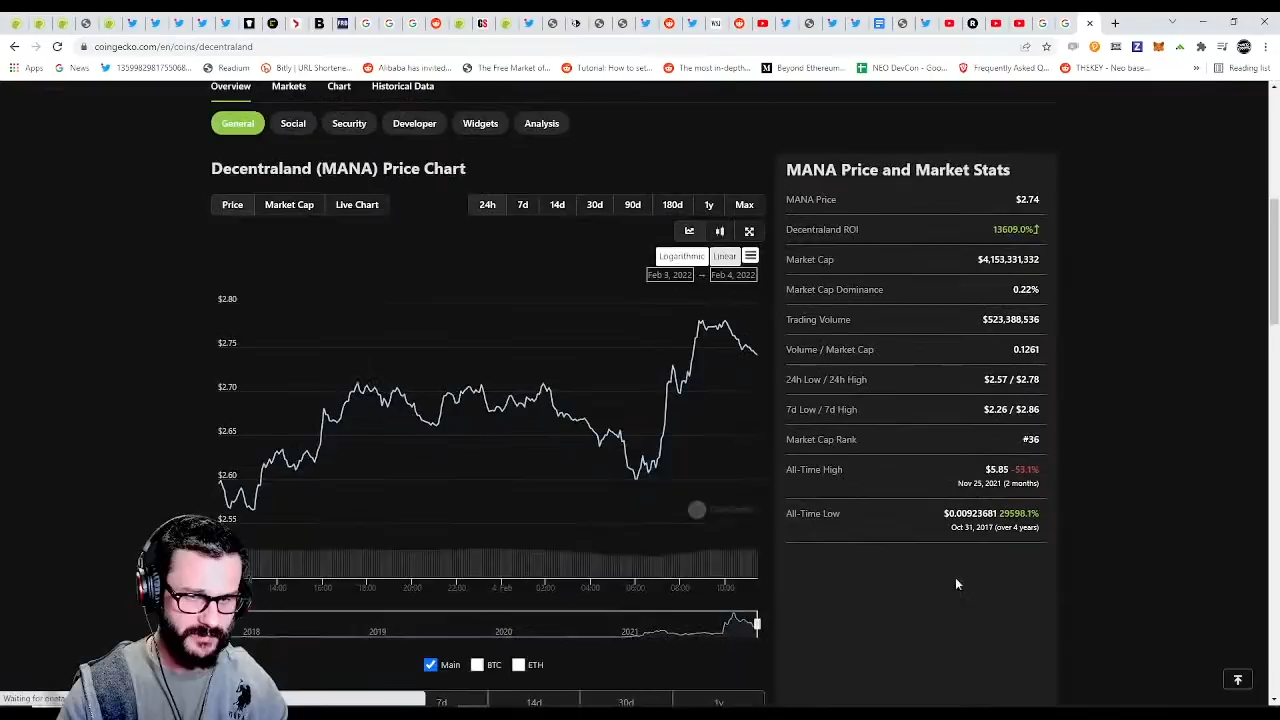 coingecko.com/en/coins/decentraland
Apps
News
1359982981755068...
Readium
Bitly | URL Shortene...
Alibaba has invited...
The Free Market of...
Tutorial: How to set...
The most in-depth...
Beyond Ethereum...
NEO DevCon - Goo...
Frequently Asked Q...
THEKEY - Neo base...
»
Reading list
Overview
Markets
Chart
Historical Data
General
Social
Security
Developer
Widgets
Analysis
Decentraland (MANA) Price Chart
Price
Market Cap
Live Chart
24h
7d
14d
30d
90d
180d
1y
Max
Logarithmic
Linear
Feb 3, 2022 → Feb 4, 2022
$2.80
$2.75
$2.70
$2.65
$2.60
$2.55
14:00
16:00
18:00
20:00
22:00
4. Feb
02:00
04:00
06:00
08:00
10:00
2018
2019
2020
2021
Main
BTC
ETH
7d
14d
30d
1y
MANA Price and Market Stats
MANA Price $2.74
Decentraland ROI 13609.0%
Market Cap $4,153,331,332
Market Cap Dominance 0.22%
Trading Volume $523,388,536
Volume / Market Cap 0.1261
24h Low / 24h High $2.57 / $2.78
7d Low / 7d High $2.26 / $2.86
Market Cap Rank #36
All-Time High $5.85 -53.1%
Nov 25, 2021 (2 months)
All-Time Low $0.00923681 29598.1%
Oct 31, 2017 (over 4 years)
Waiting for